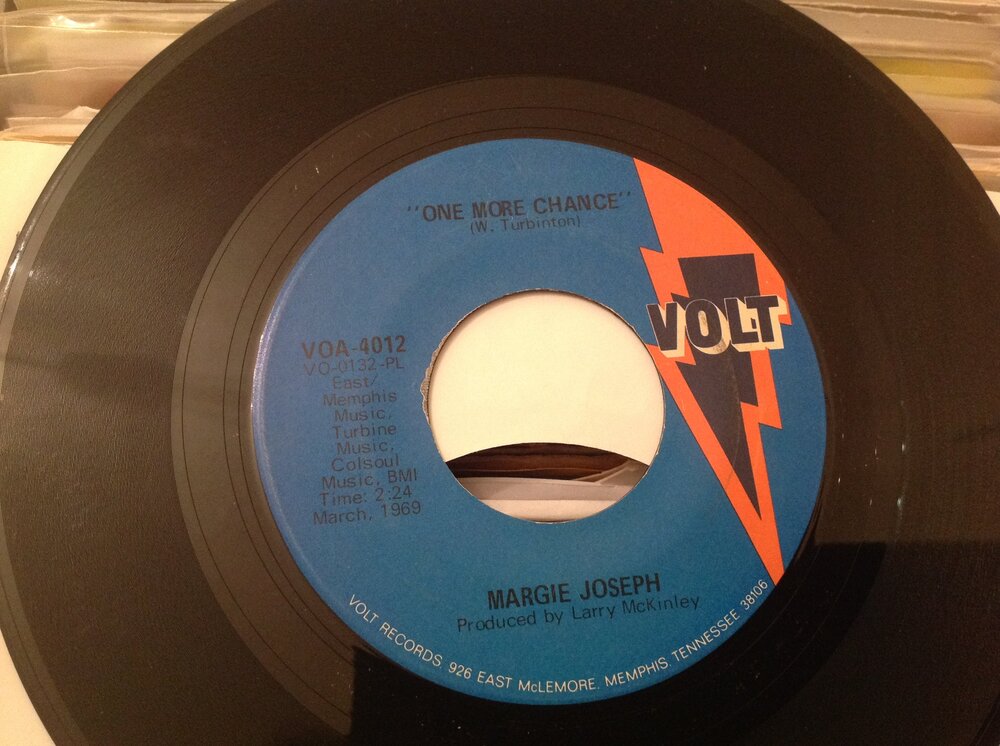 "ONE MORE CHANCE"
(W. Turbinton)
VOLT
VOA-4012
VO-0132-PL
East/
Memphis
Music,
Turbine
Music,
Colsoul
Music, BMI
Time: 2:24
March, 1969
MARGIE JOSEPH
Produced by Larry McKinley
VOLT RECORDS, 926 EAST McLEMORE, MEMPHIS, TENNESSEE 38106